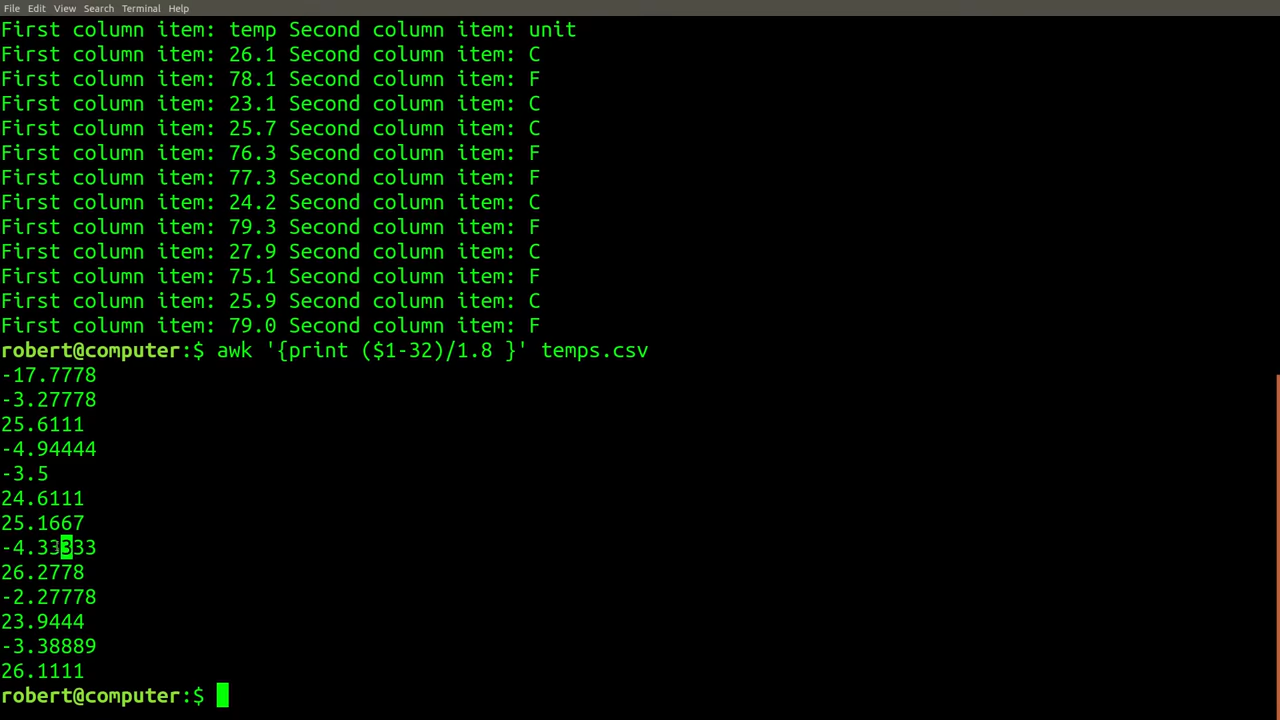 File Edit View Search Terminal Help
First column item: temp Second column item: unit
First column item: 26.1 Second column item: C
First column item: 78.1 Second column item: F
First column item: 23.1 Second column item: C
First column item: 25.7 Second column item: C
First column item: 76.3 Second column item: F
First column item: 77.3 Second column item: F
First column item: 24.2 Second column item: C
First column item: 79.3 Second column item: F
First column item: 27.9 Second column item: C
First column item: 75.1 Second column item: F
First column item: 25.9 Second column item: C
First column item: 79.0 Second column item: F
robert@computer:$ awk '{print ($1-32)/1.8 }' temps.csv
-17.7778
-3.27778
25.6111
-4.94444
-3.5
24.6111
25.1667
-4.33333
26.2778
-2.27778
23.9444
-3.38889
26.1111
robert@computer:$